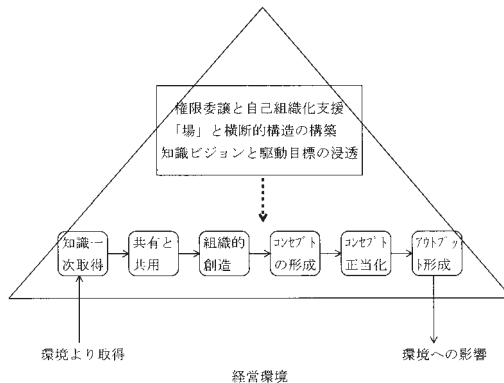 権限委譲と自己組織化支援
「場」と横断的構造の構築
知識ビジョンと駆動目標の浸透
知識一
次取得
共有と
共用
組織的
創造
ｺﾝｾﾌﾟﾄ
の形成
ｺﾝｾﾌﾟﾄ
正当化
ｱｳﾄﾌﾟｯ
ﾄ形成
環境より取得
環境への影響
経営環境